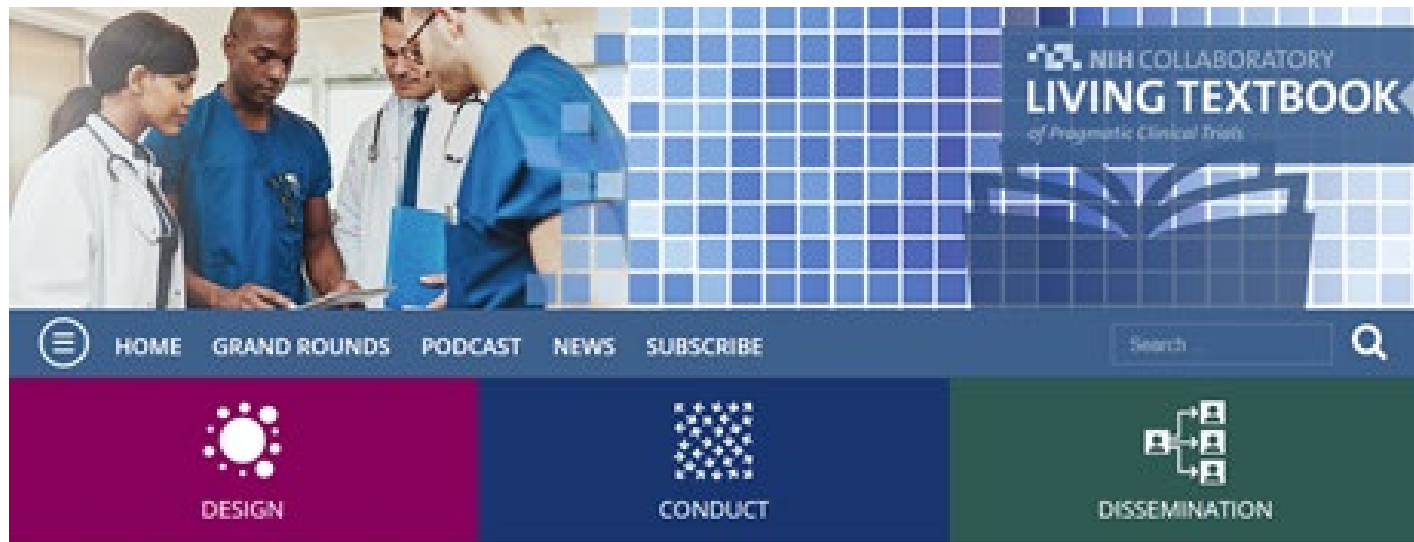 NIH COLLABORATORY
LIVING TEXTBOOK
of Pragmatic Clinical Trials
HOME GRAND ROUNDS PODCAST NEWS SUBSCRIBE Search ...
DESIGN CONDUCT DISSEMINATION